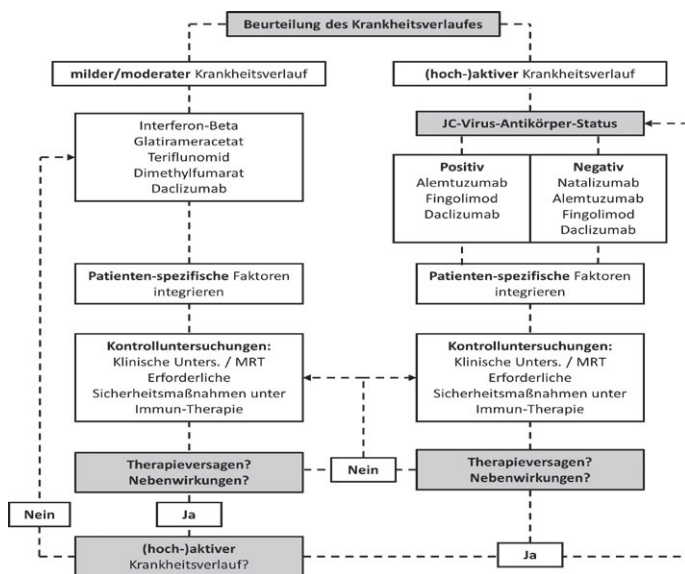 Beurteilung des Krankheitsverlaufes
milder/moderater Krankheitsverlauf
(hoch-)aktiver Krankheitsverlauf
Interferon-Beta
Glatirameracetat
Teriflunomid
Dimethylfumarat
Daclizumab
JC-Virus-Antikörper-Status
Positiv
Alemtuzumab
Fingolimod
Daclizumab
Negativ
Natalizumab
Alemtuzumab
Fingolimod
Daclizumab
Patienten-spezifische Faktoren
integrieren
Patienten-spezifische Faktoren
integrieren
Kontrolluntersuchungen:
Klinische Unters. / MRT
Erforderliche
Sicherheitsmaßnahmen unter
Immun-Therapie
Kontrolluntersuchungen:
Klinische Unters. / MRT
Erforderliche
Sicherheitsmaßnahmen unter
Immun-Therapie
Therapieversagen?
Nebenwirkungen?
Nein
Therapieversagen?
Nebenwirkungen?
Nein
Ja
(hoch-)aktiver
Krankheitsverlauf?
Ja